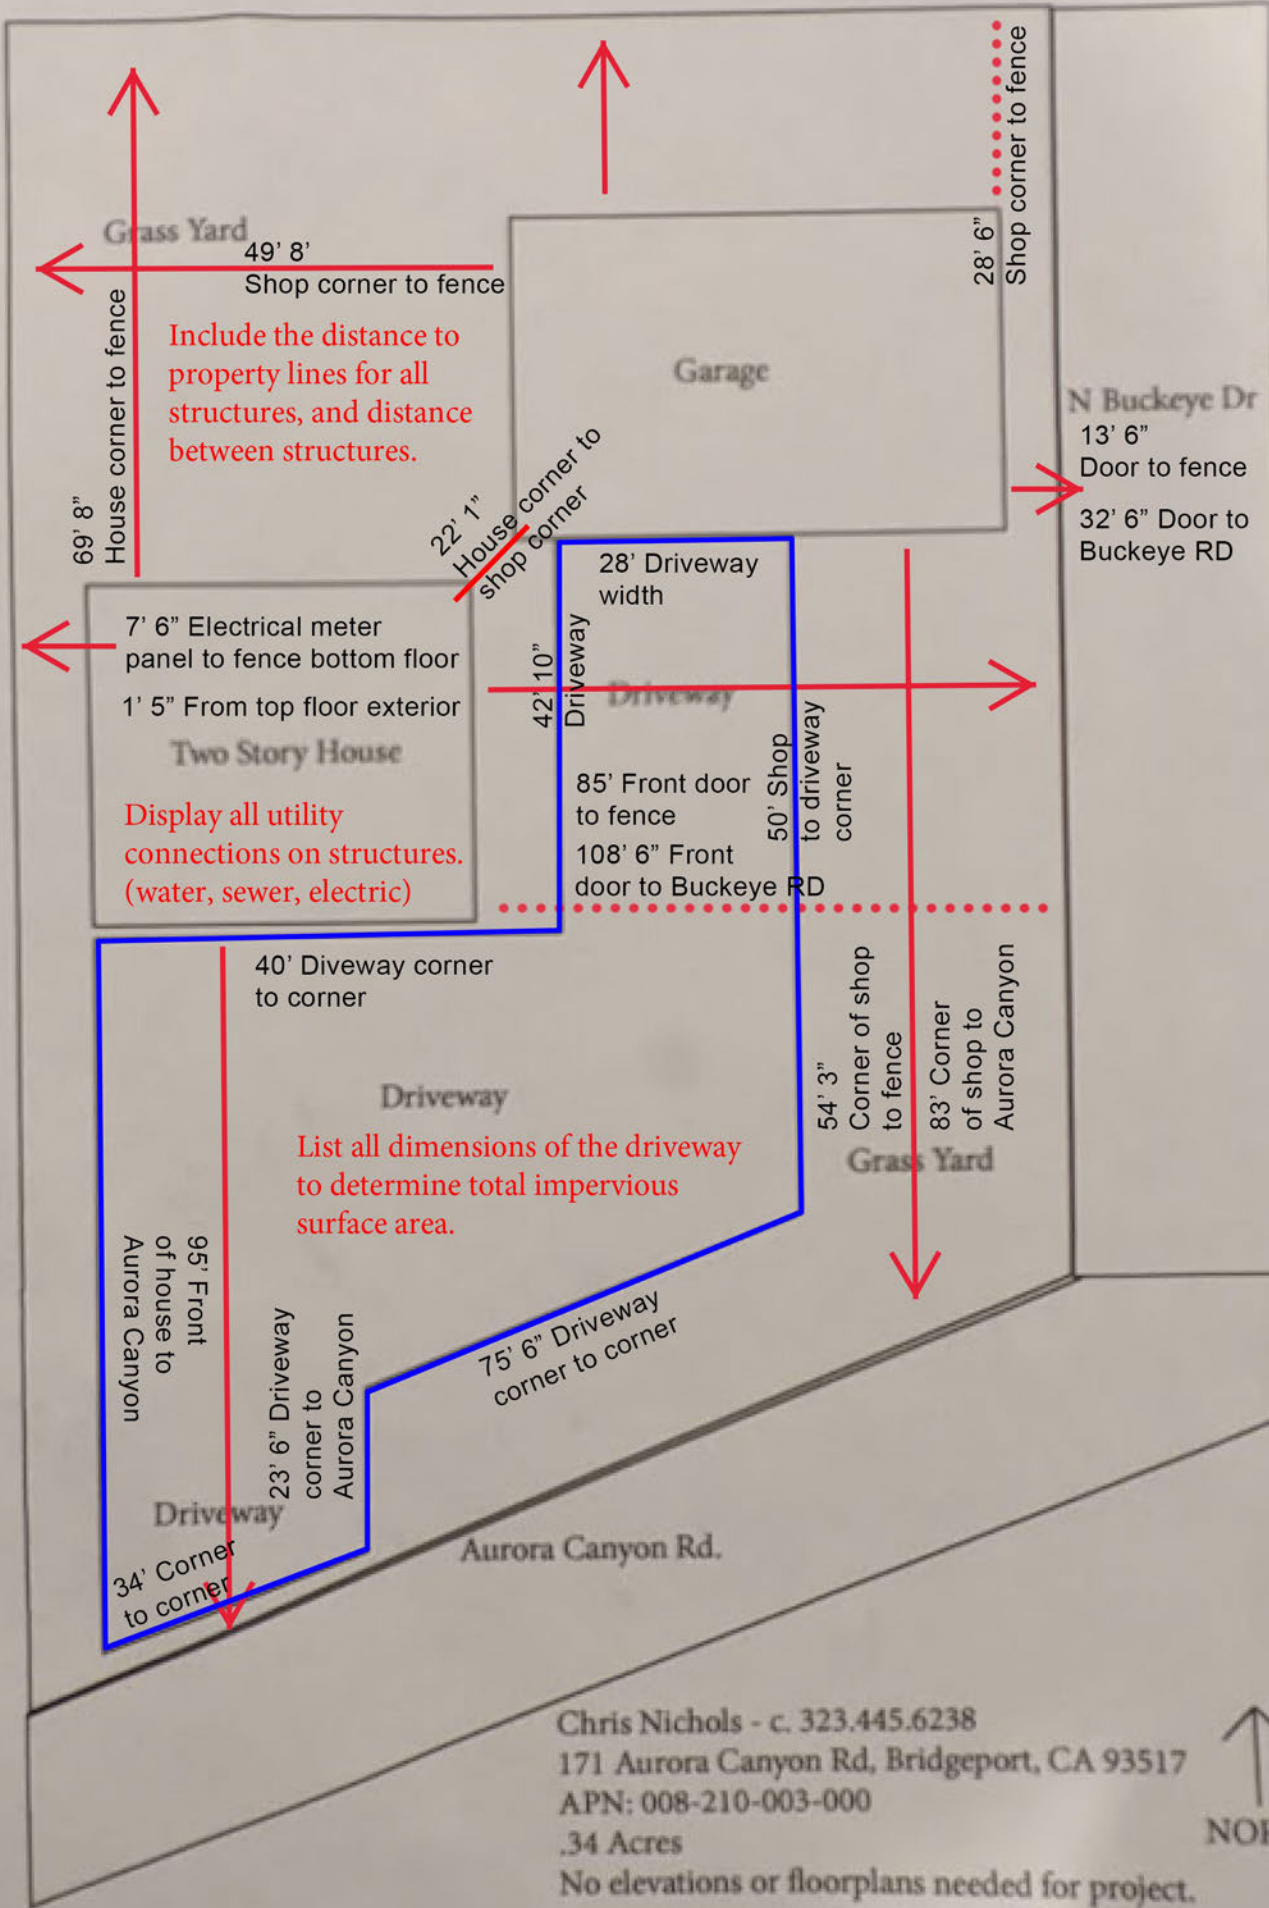 28' 6"
Shop corner to fence
Grass Yard
49' 8'
Shop corner to fence
69' 8"
House corner to fence
Include the distance to
property lines for all
structures, and distance
between structures.
Garage
N Buckeye Dr
13' 6"
Door to fence
32' 6" Door to
Buckeye RD
22' 1"
House corner to
shop corner
28' Driveway
width
7' 6" Electrical meter
panel to fence bottom floor
1' 5" From top floor exterior
42' 10"
Driveway
Driveway
Two Story House
50' Shop
to driveway
corner
85' Front door
to fence
108' 6" Front
door to Buckeye RD
Display all utility
connections on structures.
(water, sewer, electric)
40' Diveway corner
to corner
54' 3"
Corner of shop
to fence
83' Corner
of shop to
Aurora Canyon
Driveway
List all dimensions of the driveway
to determine total impervious
surface area.
Grass Yard
95' Front
of house to
Aurora Canyon
23' 6" Driveway
corner to
Aurora Canyon
75' 6" Driveway
corner to corner
Driveway
34' Corner
to corner
Aurora Canyon Rd.
Chris Nichols - c. 323.445.6238
171 Aurora Canyon Rd, Bridgeport, CA 93517
APN: 008-210-003-000
.34 Acres
No elevations or floorplans needed for project.